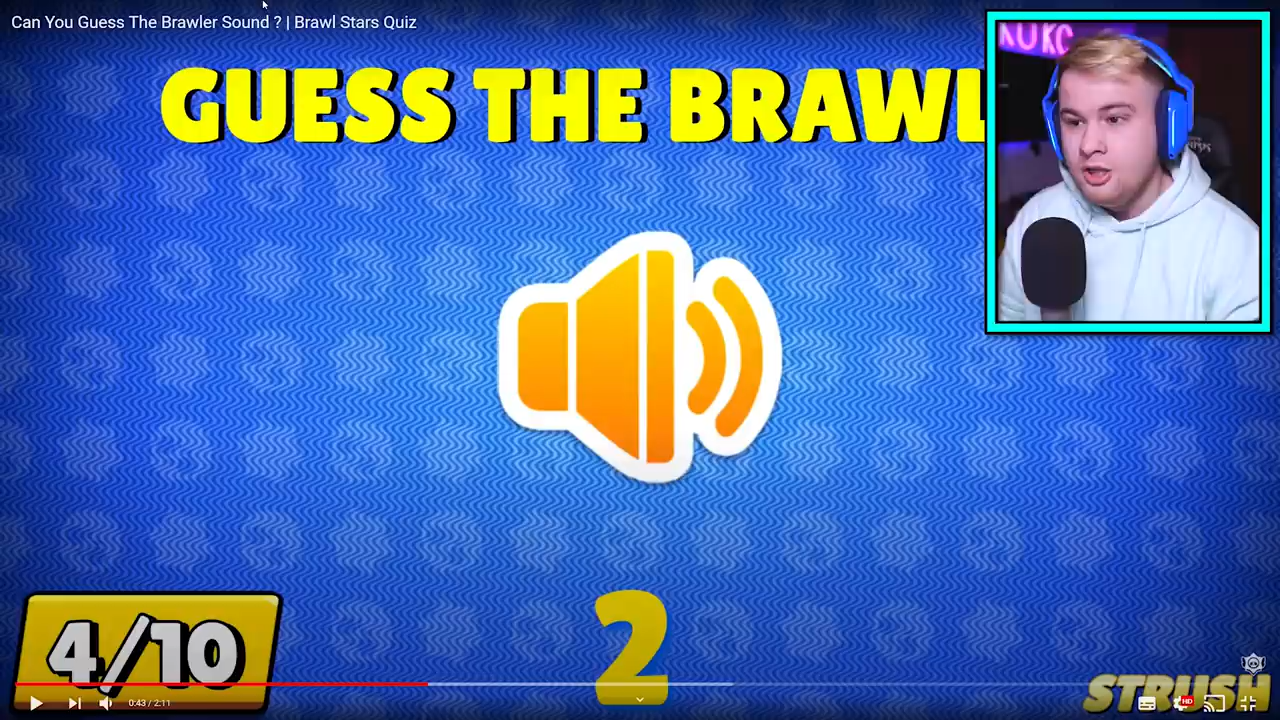 Can You Guess The Brawler Sound ? | Brawl Stars Quiz
GUESS THE BRAWL
4/10
2
0:43 / 2:11
HD
STRUSH